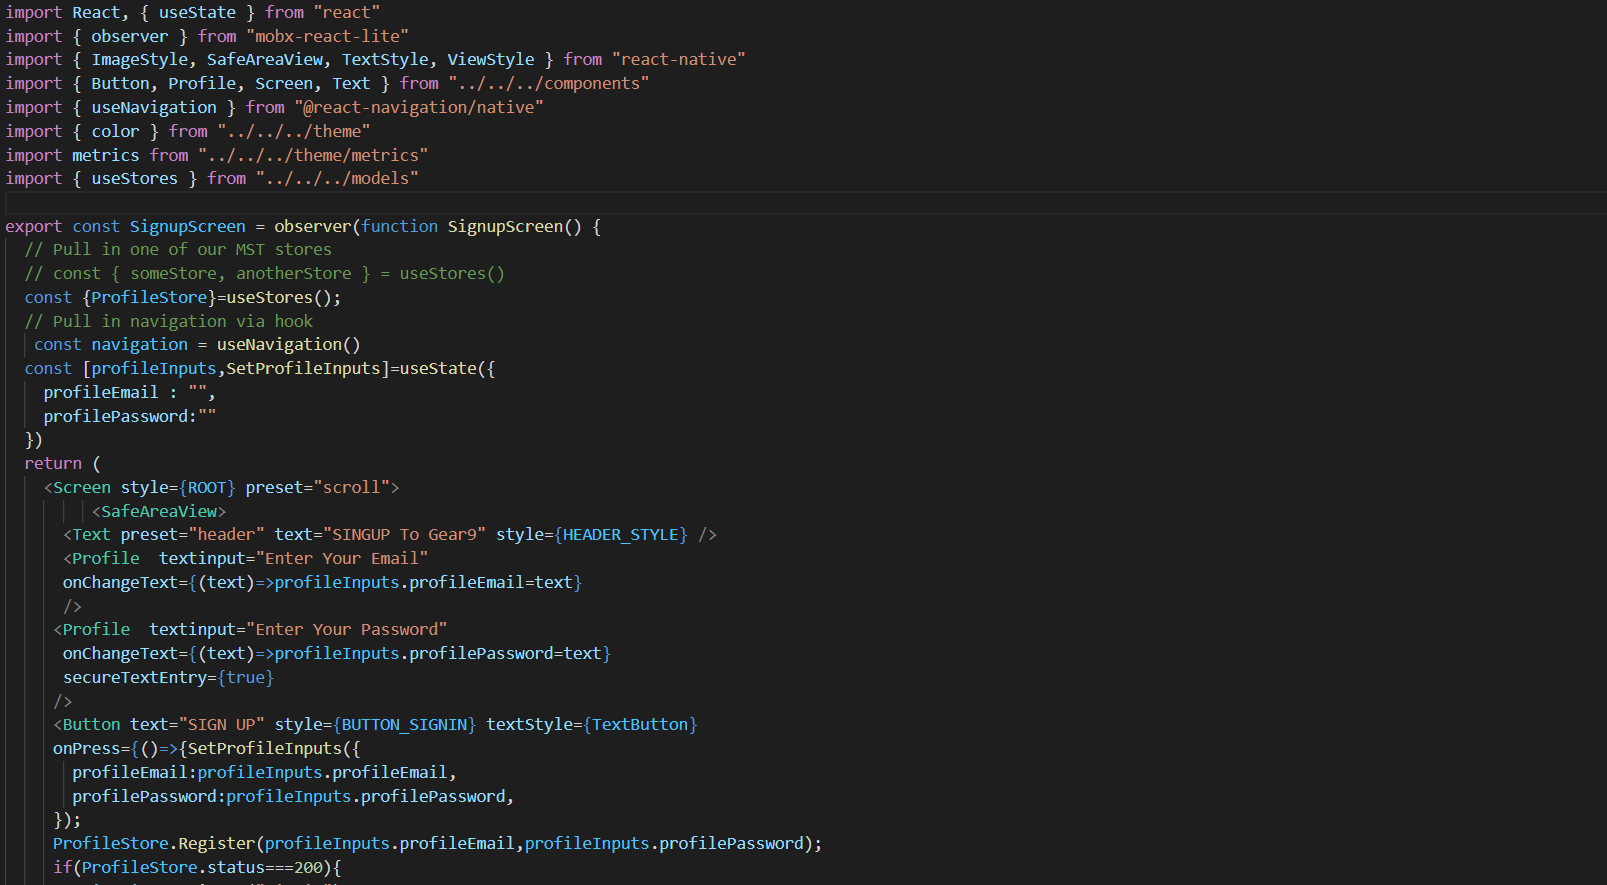 import React, { useState } from "react"
import { observer } from "mobx-react-lite"
import { ImageStyle, SafeAreaView, TextStyle, ViewStyle } from "react-native"
import { Button, Profile, Screen, Text } from "../../../components"
import { useNavigation } from "@react-navigation/native"
import { color } from "../../../theme"
import metrics from "../../../theme/metrics"
import { useStores } from "../../../models"
export const SignupScreen = observer(function SignupScreen() {
// Pull in one of our MST stores
// const { someStore, anotherStore } = useStores()
const {ProfileStore}=useStores();
// Pull in navigation via hook
const navigation = useNavigation()
const [profileInputs,SetProfileInputs]=useState({
profileEmail : "",
profilePassword:""
})
return (
<Screen style={ROOT} preset="scroll">
<SafeAreaView>
<Text preset="header" text="SINGUP To Gear9" style={HEADER_STYLE} />
<Profile  textinput="Enter Your Email"
onChangeText={(text)=>profileInputs.profileEmail=text}
/>
<Profile  textinput="Enter Your Password"
onChangeText={(text)=>profileInputs.profilePassword=text}
secureTextEntry={true}
/>
<Button text="SIGN UP" style={BUTTON_SIGNIN} textStyle={TextButton}
onPress={()=>{SetProfileInputs({
profileEmail:profileInputs.profileEmail,
profilePassword:profileInputs.profilePassword,
});
ProfileStore.Register(profileInputs.profileEmail,profileInputs.profilePassword);
if(ProfileStore.status===200){